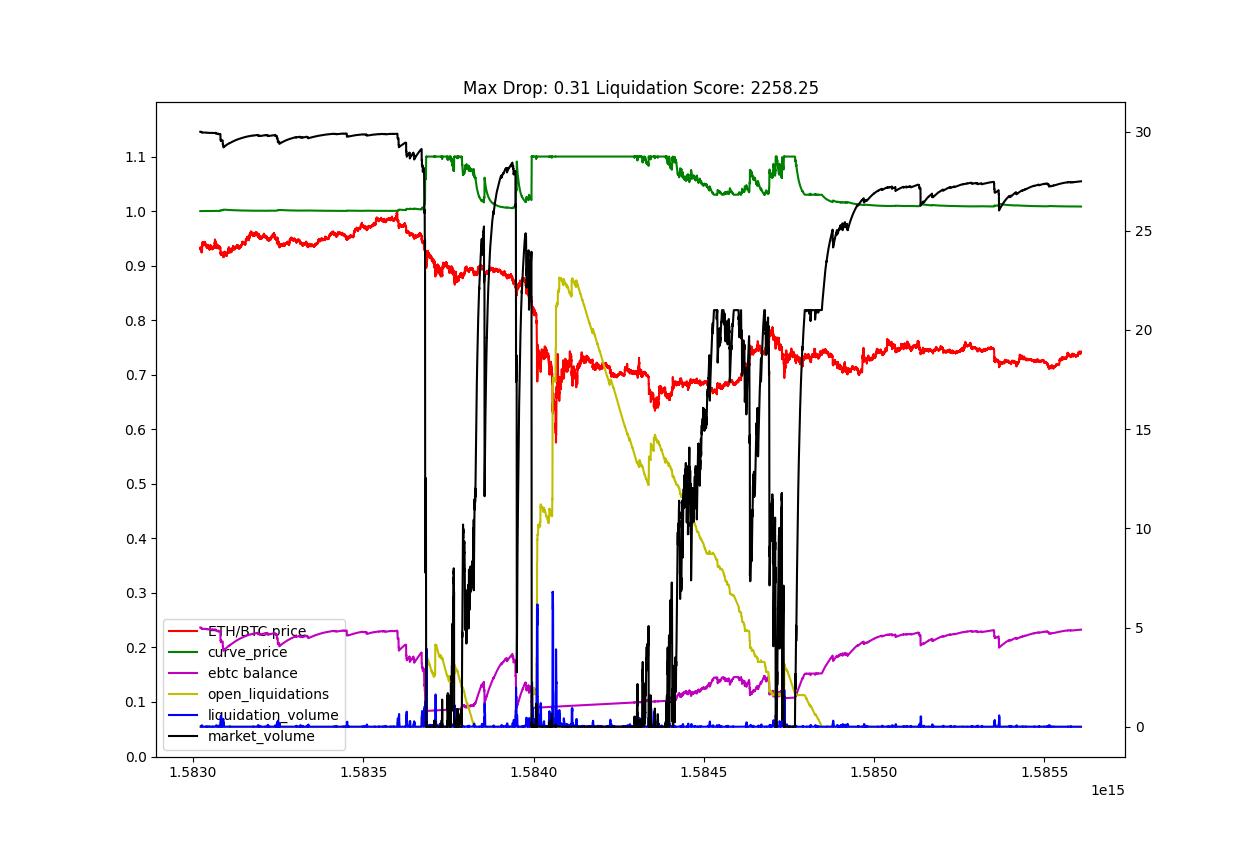 Max Drop: 0.31 Liquidation Score: 2258.25
1.1
1.0
0.9
0.8
0.7
0.6
0.5
0.4
0.3
0.2
0.1
0.0
30
25
20
15
10
5
0
ETH/BTC price
curve_price
ebtc balance
open_liquidations
liquidation_volume
market_volume
1.5830 1.5835 1.5840 1.5845 1.5850 1.5855
1e15